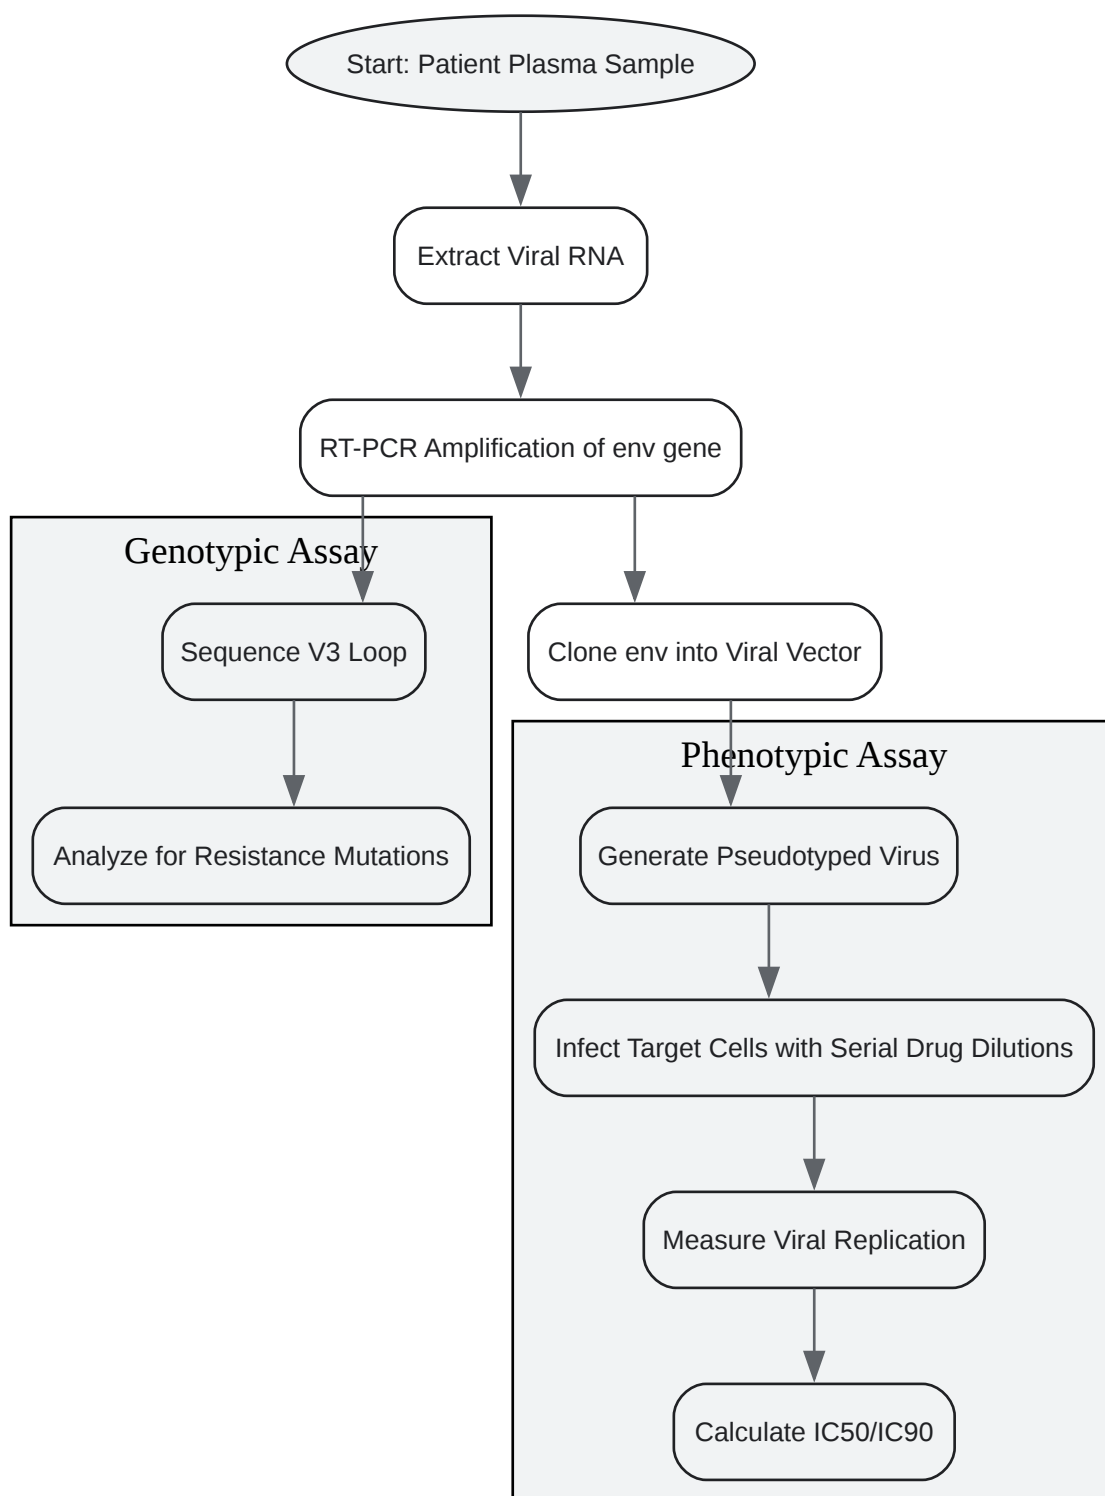 Start: Patient Plasma Sample
Extract Viral RNA
RT-PCR Amplification of env gene
Genotypic Assay
Sequence V3 Loop
Analyze for Resistance Mutations
Clone env into Viral Vector
Phenotypic Assay
Generate Pseudotyped Virus
Infect Target Cells with Serial Drug Dilutions
Measure Viral Replication
Calculate IC50/IC90